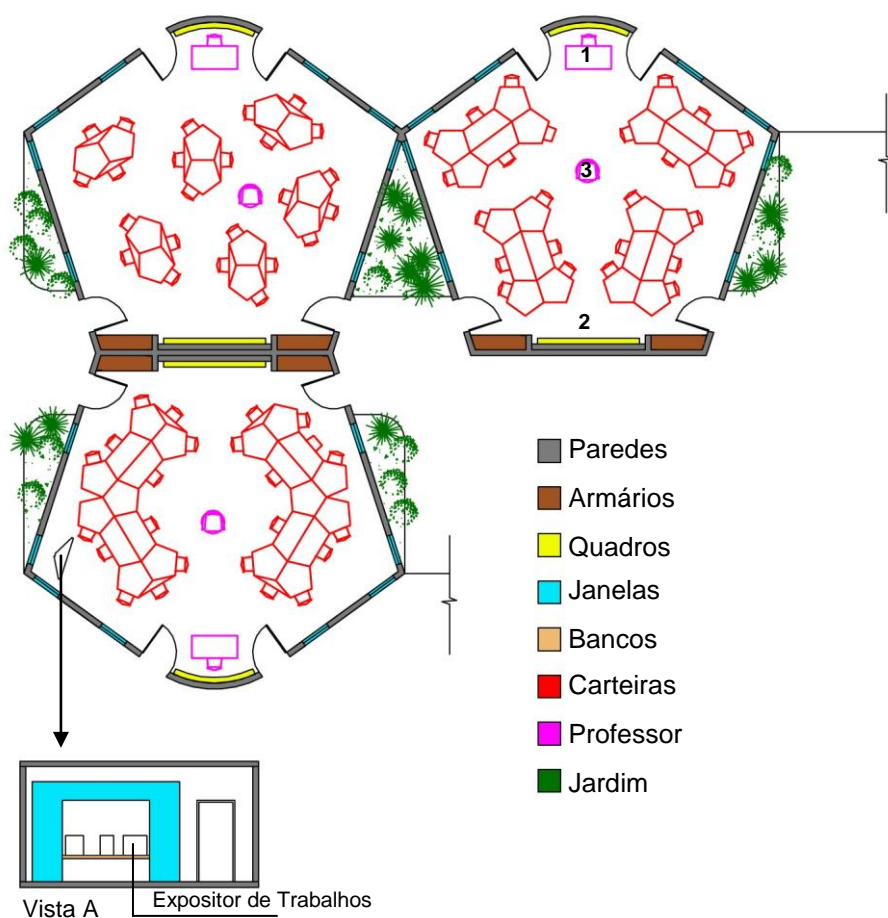 1
3
2
Paredes
Armários
Quadros
Janelas
Bancos
Carteiras
Professor
Jardim
Vista A
Expositor de Trabalhos